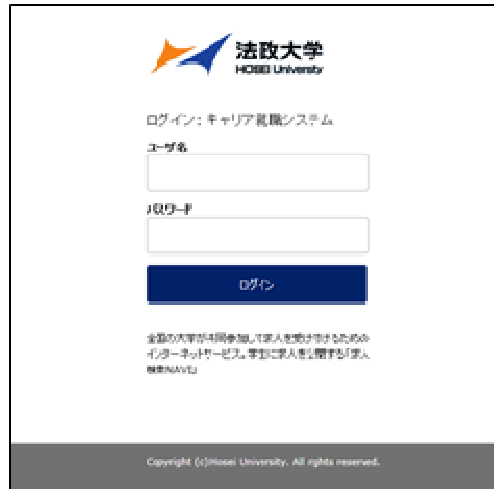 法政大学
HOSEI University
ログイン：キャリア就職システム
ユーザ名
パスワード
ログイン
全国の大学が共同参加して求人を受け付けるための
インターネットサービス。学生に求人を公開する「求人
検索NAVI」
Copyright (c)Hosei University. All rights reserved.